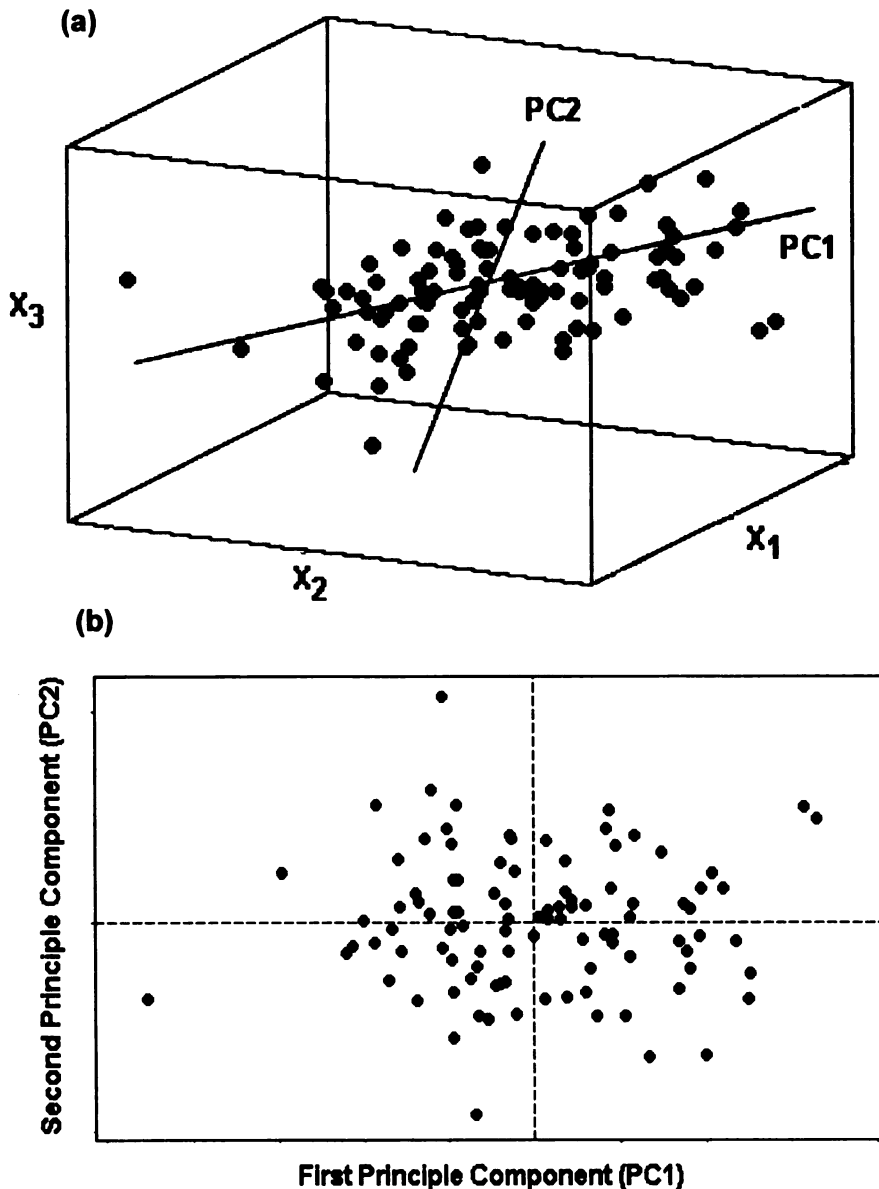 (a)
PC2
PC1
X3
X2
X1
(b)
Second Principle Component (PC2)
First Principle Component (PC1)